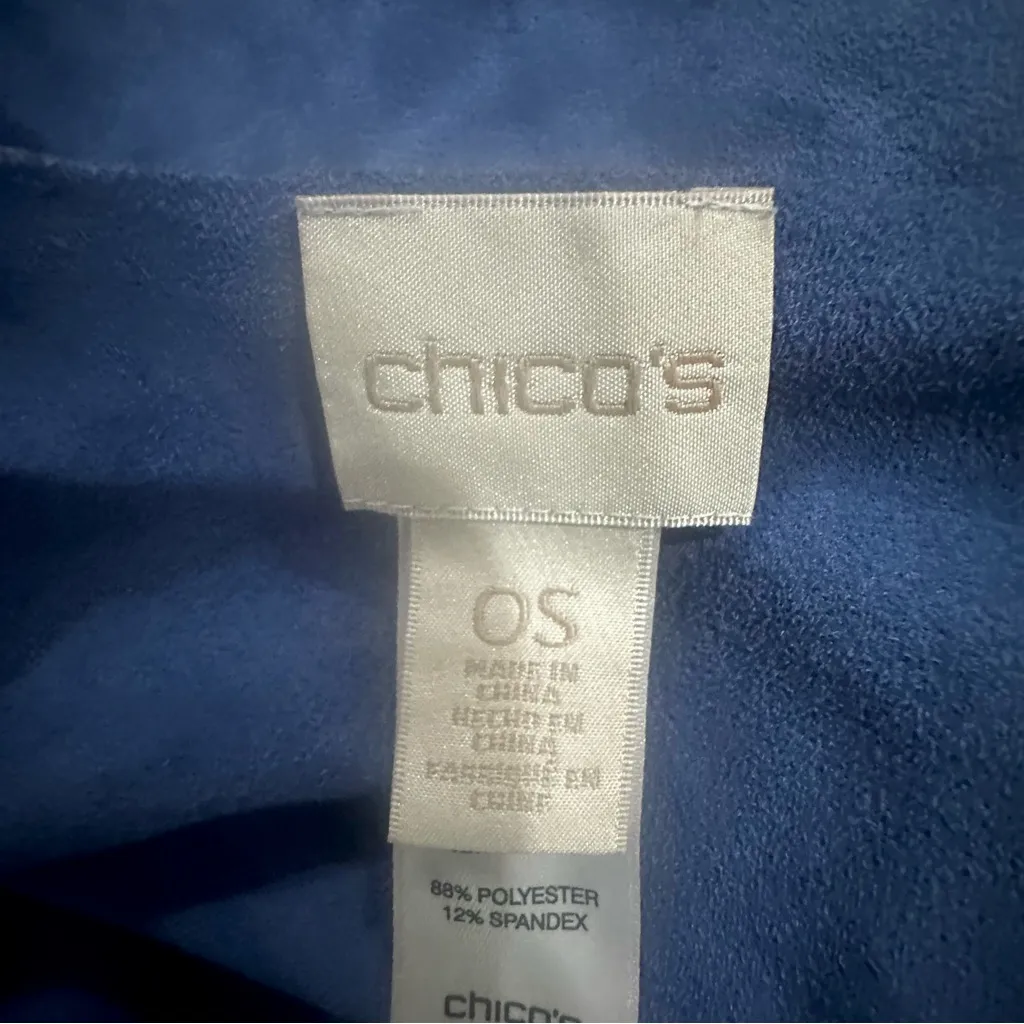 chico's
OS
MADE IN
CHINA
HECHO EN
CHINA
FABRIQUÉ EN
CHINE
88% POLYESTER
12% SPANDEX
chico's